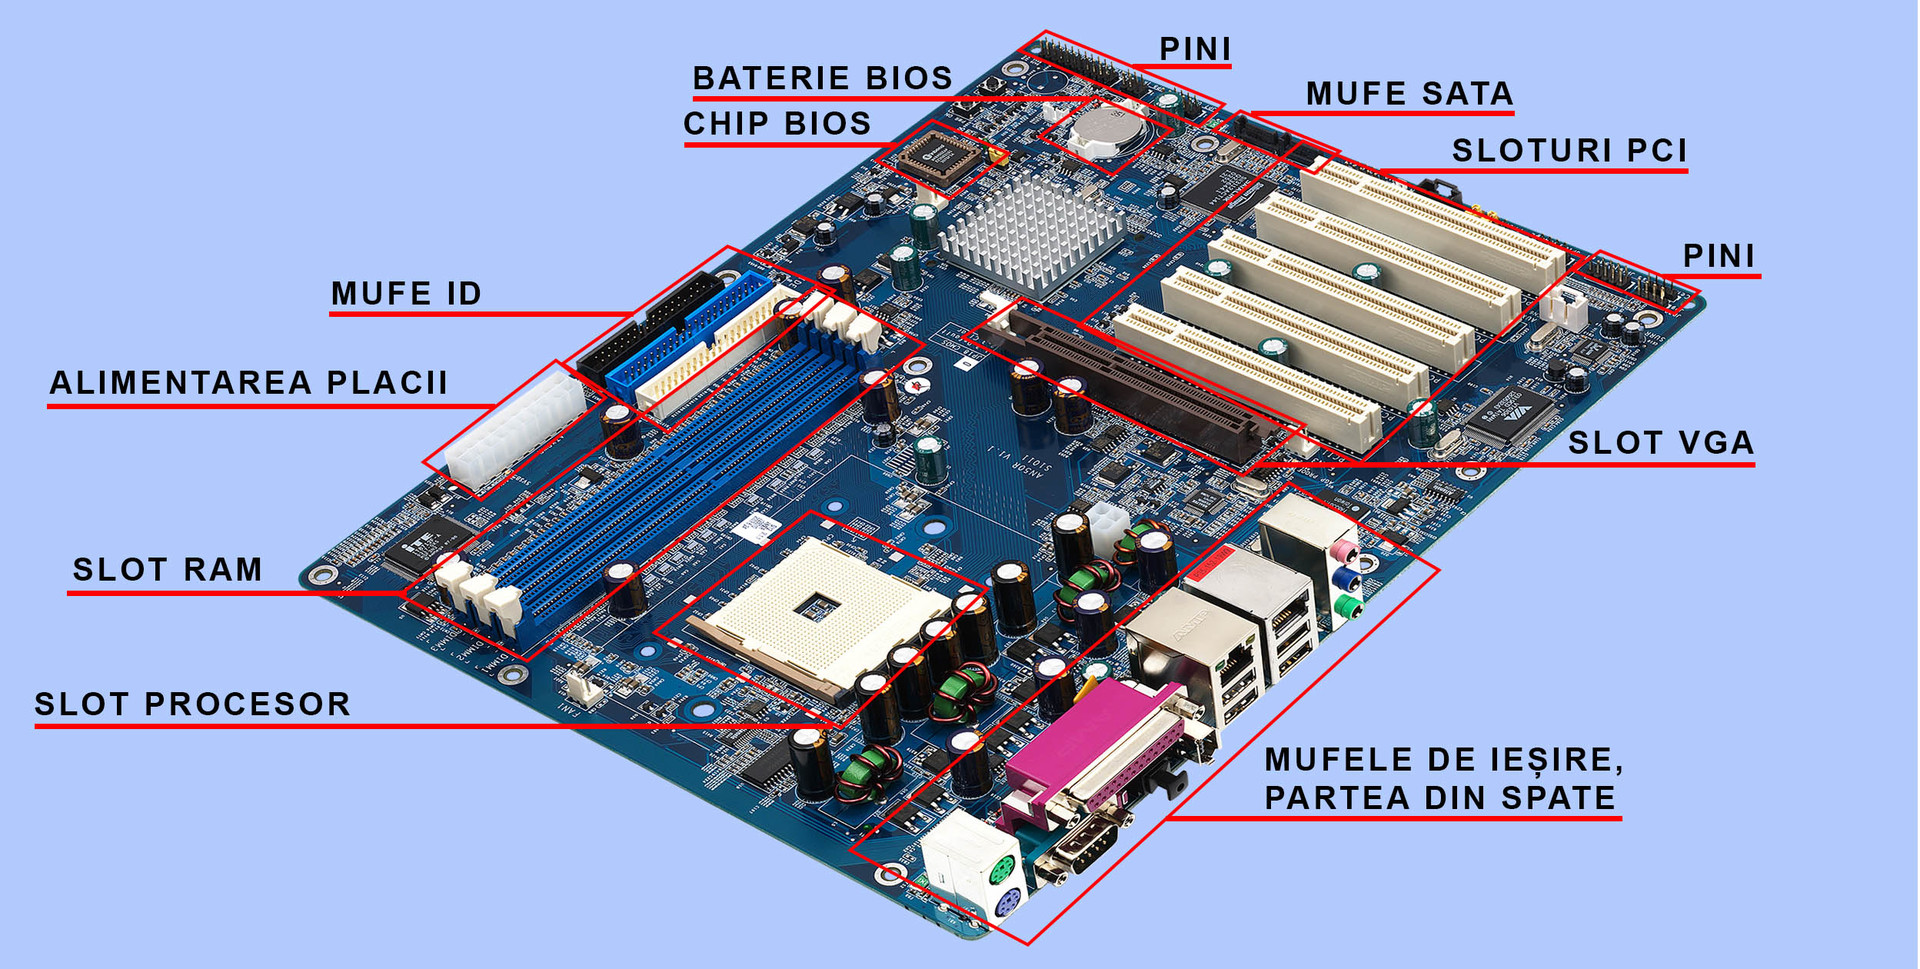 PINI
BATERIE BIOS
MUFE SATA
CHIP BIOS
SLOTURI PCI
PINI
MUFE ID
ALIMENTAREA PLACII
SLOT VGA
SLOT RAM
SLOT PROCESOR
MUFELE DE IEȘIRE,
PARTEA DIN SPATE